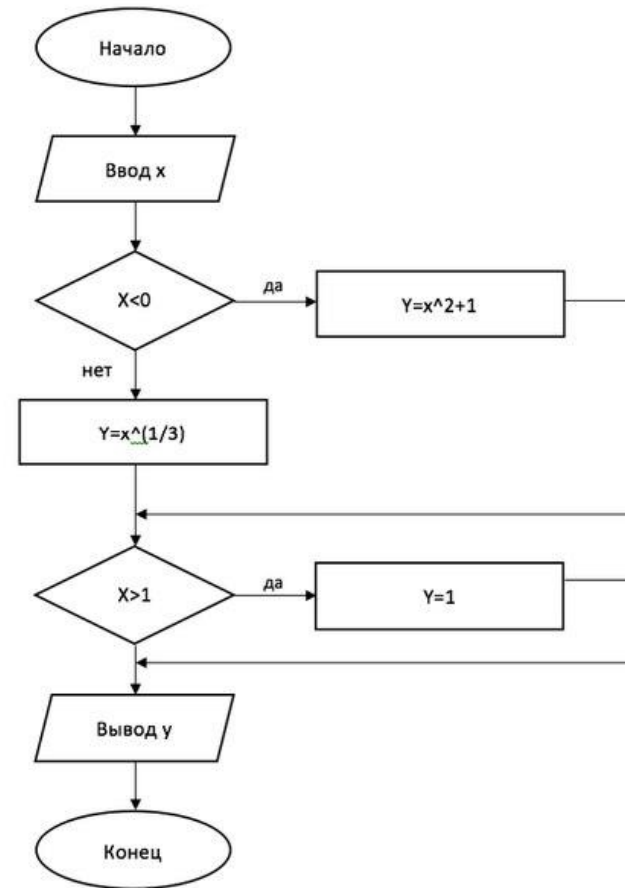 Начало
Ввод x
X<0
да
Y=x^2+1
нет
Y=x^(1/3)
X>1
да
Y=1
Вывод y
Конец